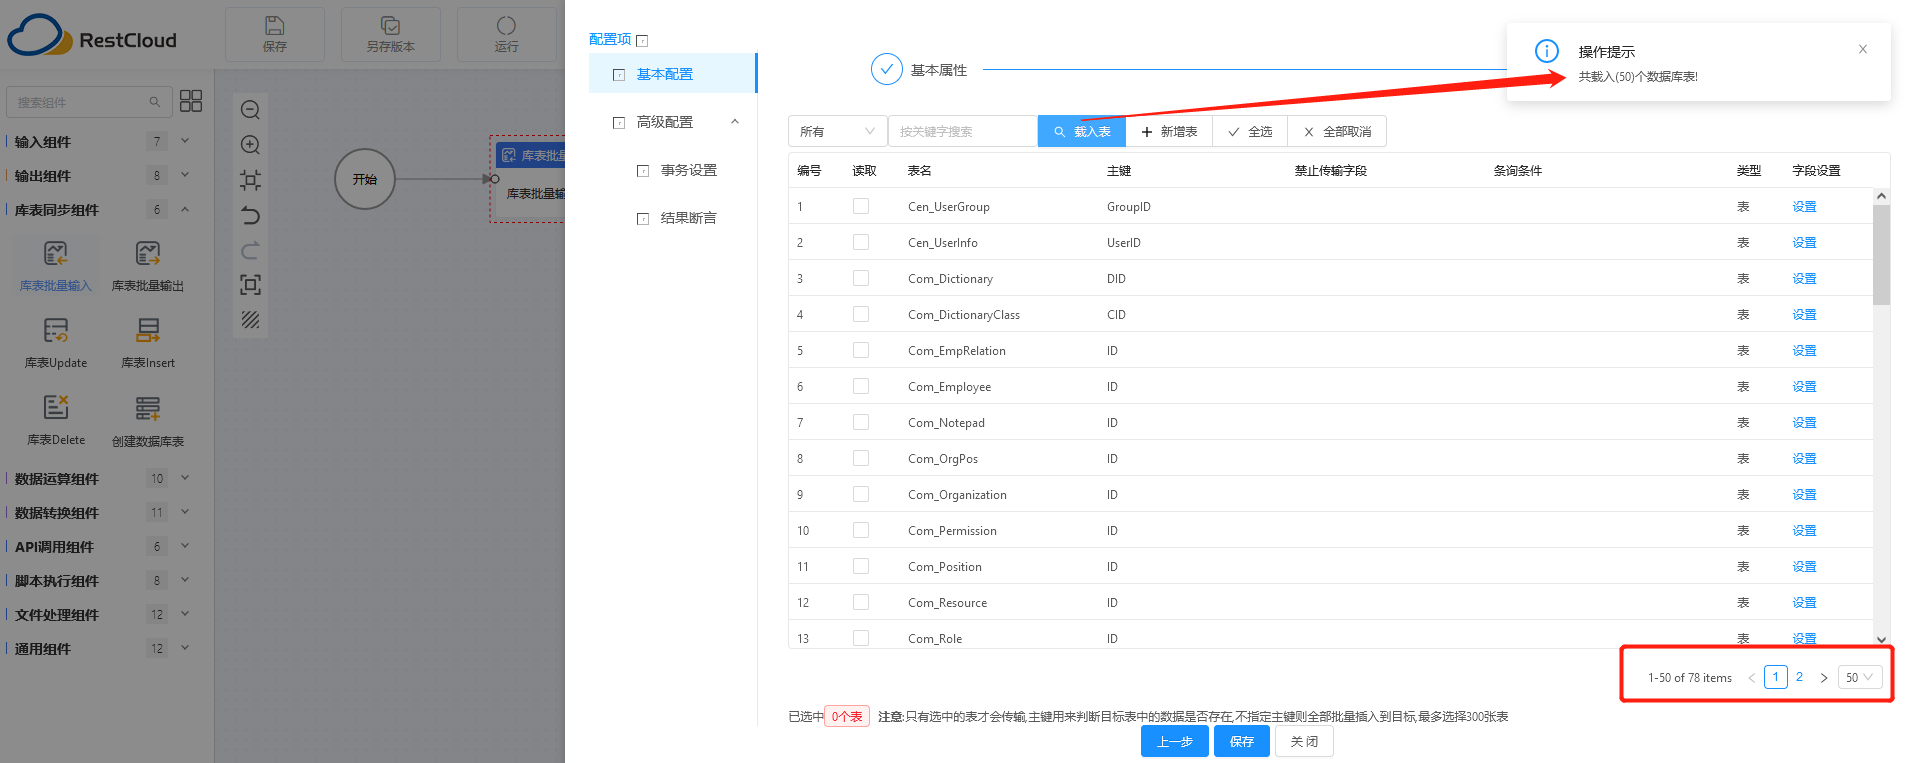 RestCloud
保存
另存版本
运行
搜索组件
输入组件 7
输出组件 8
库表同步组件 6
库表批量输入 库表批量输出
库表Update 库表Insert
库表Delete 创建数据库表
数据运算组件 10
数据转换组件 11
API调用组件 6
脚本执行组件 8
文件处理组件 12
通用组件 12
开始
库表批量
库表批量输
配置项
基本配置
高级配置
事务设置
结果断言
基本属性
操作提示
共载入(50)个数据库表!
所有 按关键字搜索 载入表 新增表 全选 全部取消
编号 读取 表名 主键 禁止传输字段 条询条件 类型 字段设置
1 Cen_UserGroup GroupID 表 设置
2 Cen_UserInfo UserID 表 设置
3 Com_Dictionary DID 表 设置
4 Com_DictionaryClass CID 表 设置
5 Com_EmpRelation ID 表 设置
6 Com_Employee ID 表 设置
7 Com_Notepad ID 表 设置
8 Com_OrgPos ID 表 设置
9 Com_Organization ID 表 设置
10 Com_Permission ID 表 设置
11 Com_Position ID 表 设置
12 Com_Resource ID 表 设置
13 Com_Role ID 表 设置
1-50 of 78 items 1 2 50
已选中 0个表 注意:只有选中的表才会传输,主键用来判断目标表中的数据是否存在,不指定主键则全部批量插入到目标,最多选择300张表
上一步 保存 关 闭